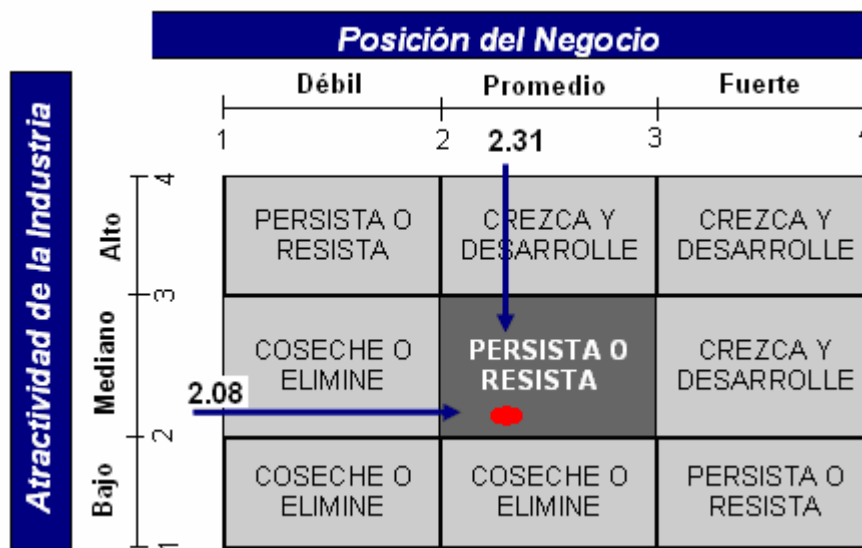 Posición del Negocio
Débil Promedio Fuerte
1 2 3 4
2.31
Atractividad de la Industria
Alto
Mediano
Bajo
4
3
2
1
PERSISTA O
RESISTA
CREZCA Y
DESARROLLE
CREZCA Y
DESARROLLE
2.08
COSECHE O
ELIMINE
PERSISTA O
RESISTA
CREZCA Y
DESARROLLE
COSECHE O
ELIMINE
COSECHE O
ELIMINE
PERSISTA O
RESISTA